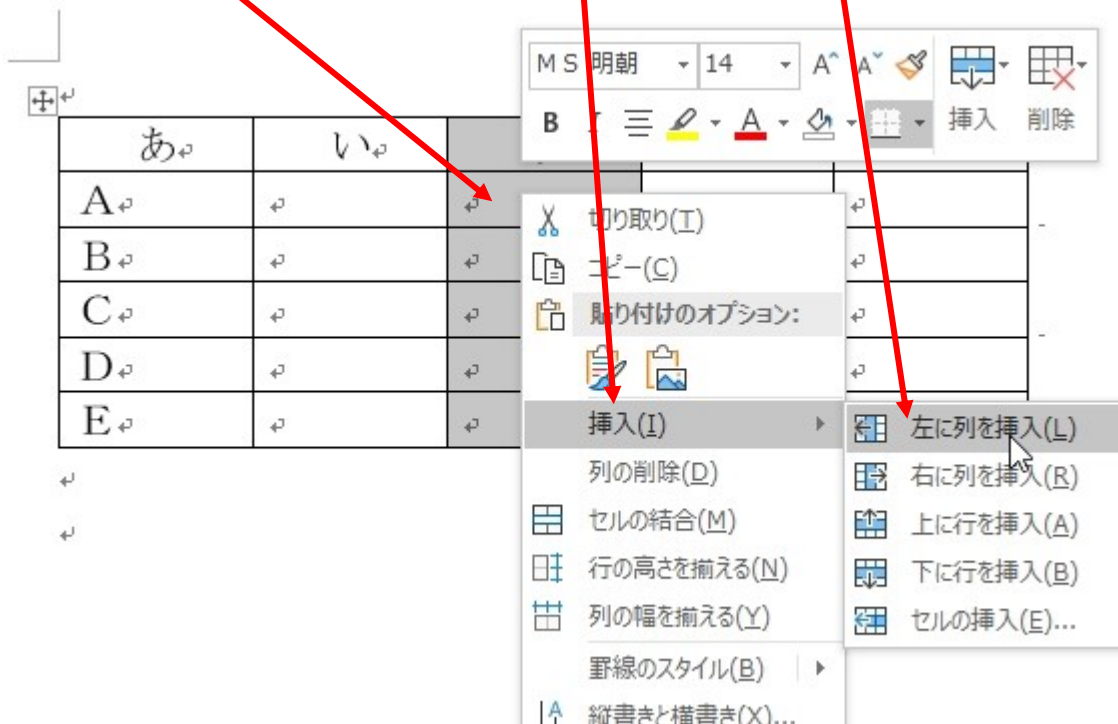 MS 明朝 14 A^ Aˇ
B I A 挿入 削除
あ い
A
B
C
D
E
切り取り(T)
コピー(C)
貼り付けのオプション:
挿入(I)
列の削除(D)
セルの結合(M)
行の高さを揃える(N)
列の幅を揃える(Y)
罫線のスタイル(B)
縦書きと横書き(X)...
左に列を挿入(L)
右に列を挿入(R)
上に行を挿入(A)
下に行を挿入(B)
セルの挿入(E)...